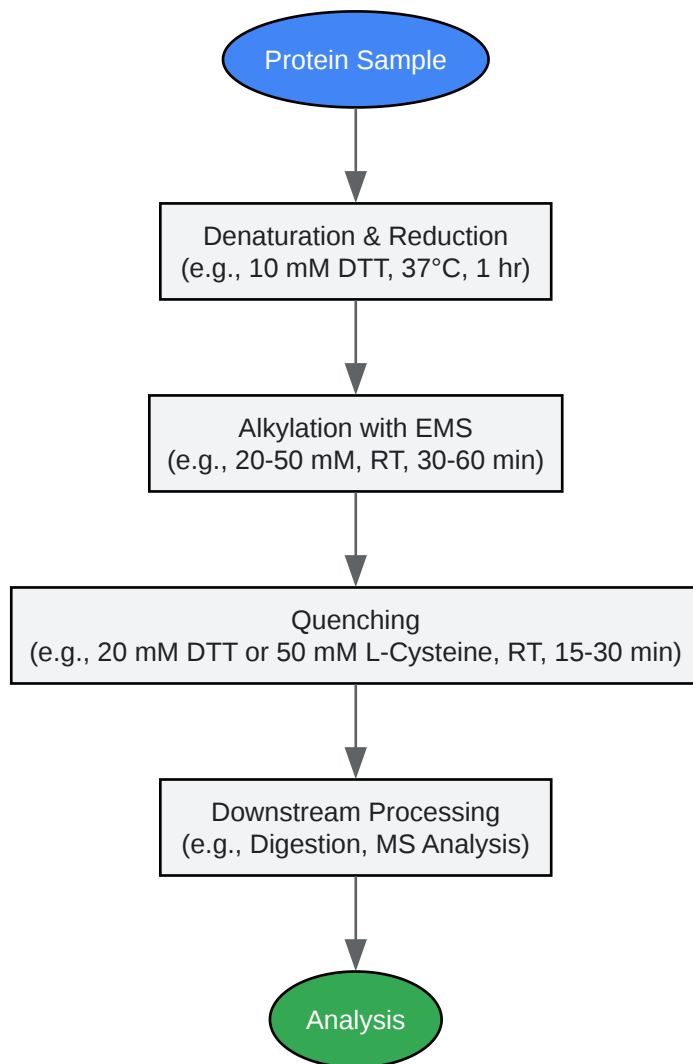 Protein Sample
Denaturation & Reduction
(e.g., 10 mM DTT, 37°C, 1 hr)
Alkylation with EMS
(e.g., 20-50 mM, RT, 30-60 min)
Quenching
(e.g., 20 mM DTT or 50 mM L-Cysteine, RT, 15-30 min)
Downstream Processing
(e.g., Digestion, MS Analysis)
Analysis